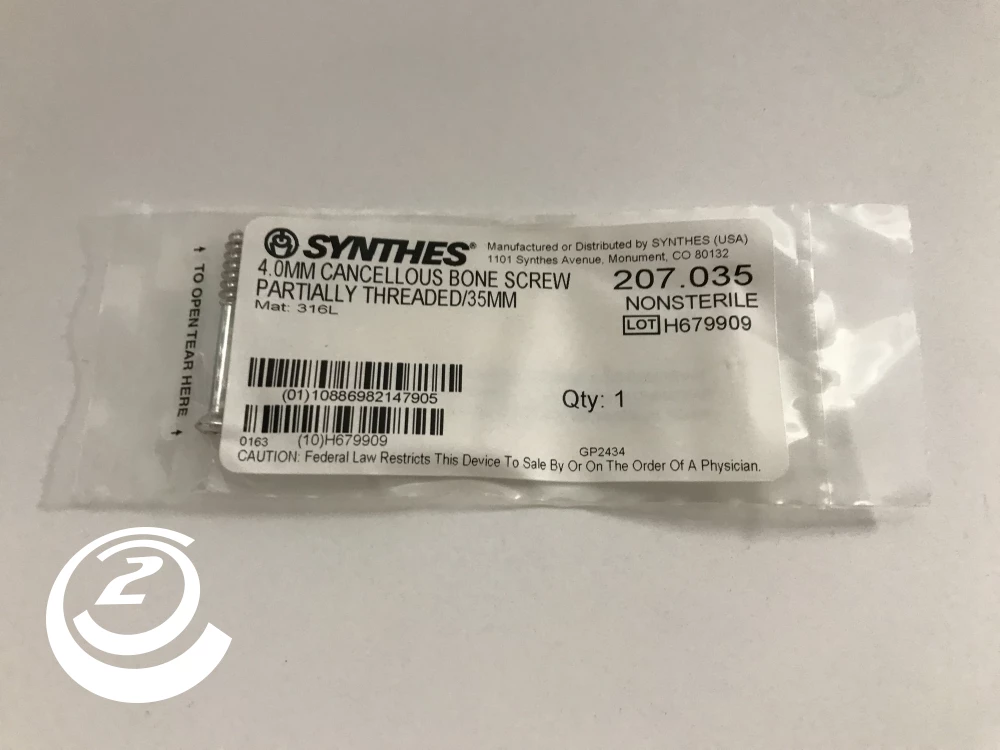 SYNTHES®
Manufactured or Distributed by SYNTHES (USA)
1101 Synthes Avenue, Monument, CO 80132
4.0MM CANCELLOUS BONE SCREW
PARTIALLY THREADED/35MM
Mat: 316L
207.035
NONSTERILE
LOT H679909
(01)10886982147905
Qty: 1
0163 (10)H679909
GP2434
CAUTION: Federal Law Restricts This Device To Sale By Or On The Order Of A Physician.
TO OPEN TEAR HERE
2